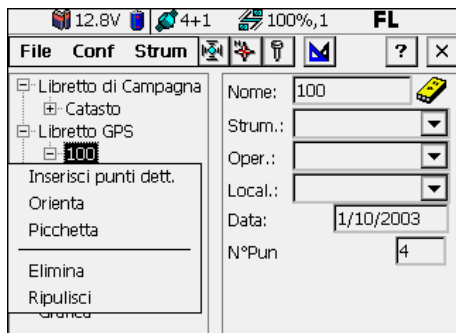 12.8V 4+1 100%,1 FL
File Conf Strum ? ×
Libretto di Campagna
Catasto
Libretto GPS
100
Inserisci punti dett.
Orienta
Picchetta
Elimina
Ripulisci
Grafica
Nome: 100
Strum.:
Oper.:
Local.:
Data: 1/10/2003
N°Pun 4